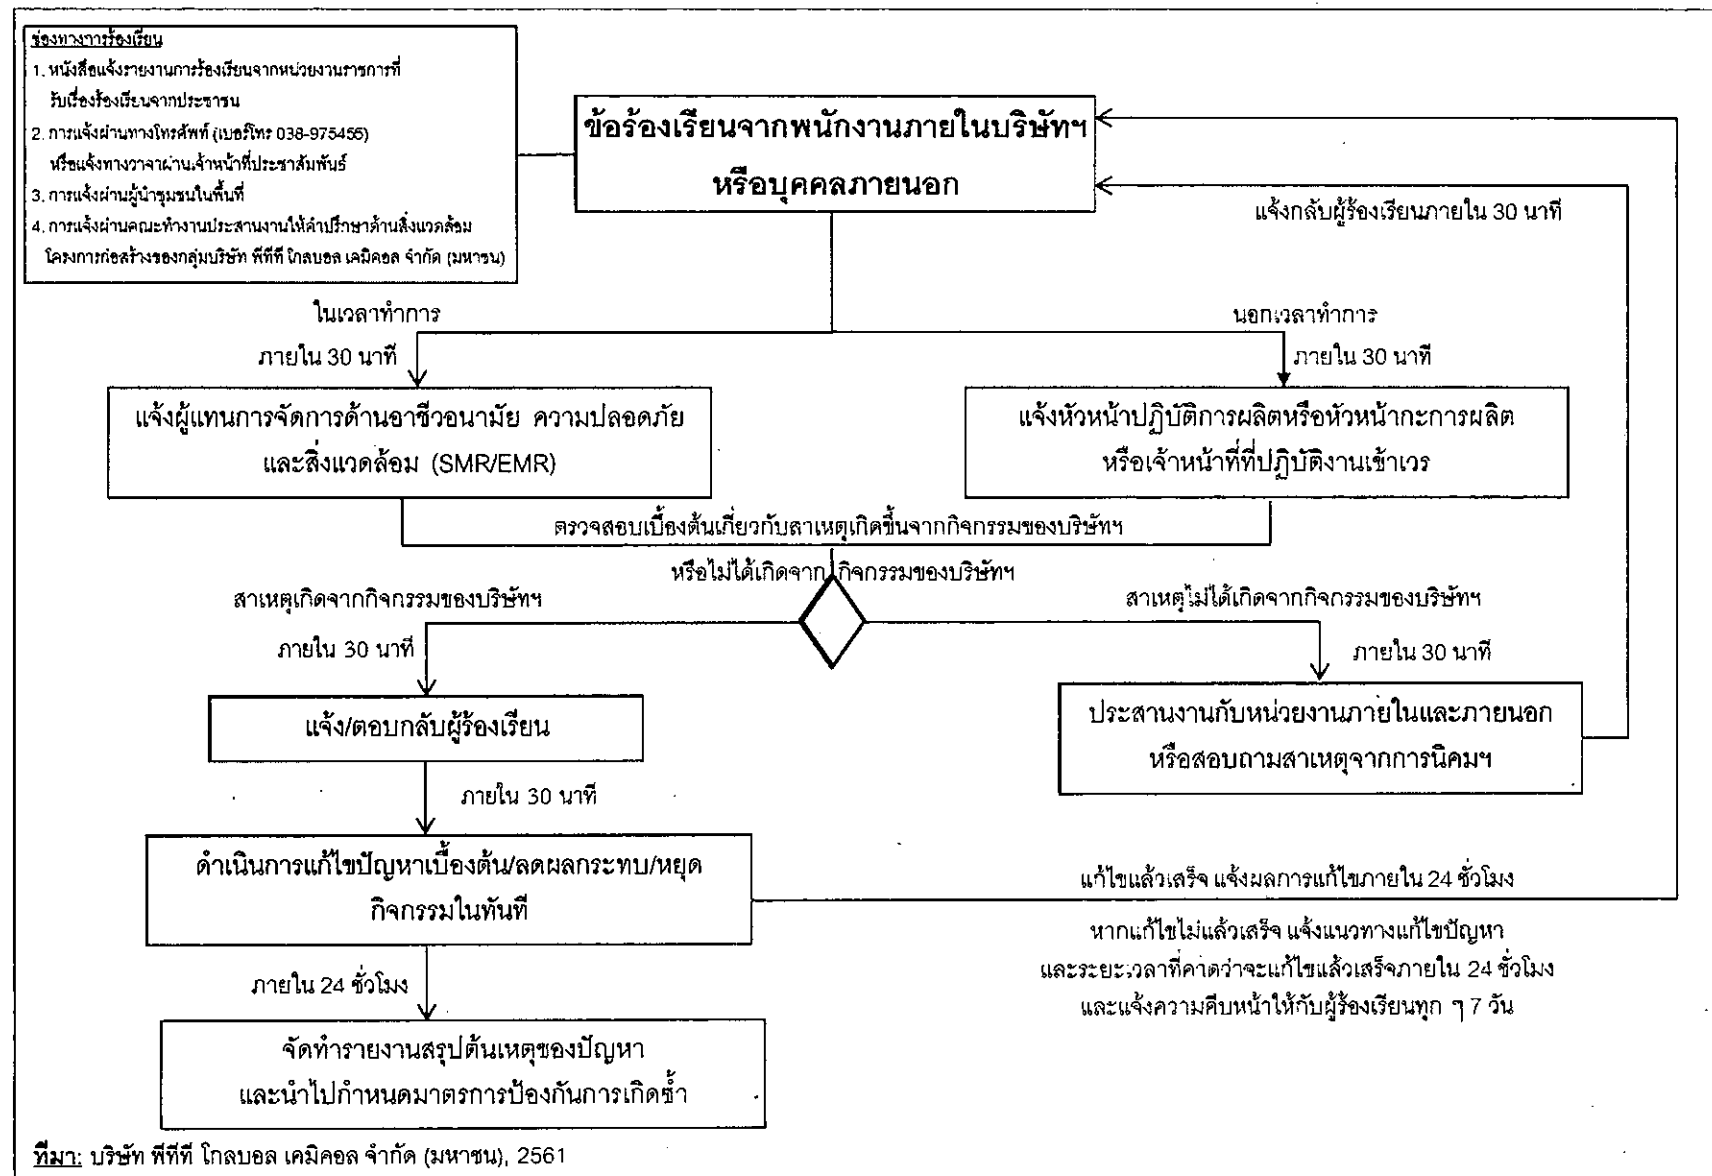 ช่องทางการร้องเรียน
1. หนังสือแจ้งรายงานการร้องเรียนจากหน่วยงานราชการที่
รับเรื่องร้องเรียนจากประชาชน
2. การแจ้งผ่านทางโทรศัพท์ (เบอร์โทร 038-975455)
หรือแจ้งทางวาจาผ่านเจ้าหน้าที่ประชาสัมพันธ์
3. การแจ้งผ่านผู้นำชุมชนในพื้นที่
4. การแจ้งผ่านคณะทำงานประสานงานให้คำปรึกษาด้านสิ่งแวดล้อม
โครงการก่อสร้างของกลุ่มบริษัท พีทีที โกลบอล เคมิคอล จำกัด (มหาชน)
ข้อร้องเรียนจากพนักงานภายในบริษัทฯ
หรือบุคคลภายนอก
แจ้งกลับผู้ร้องเรียนภายใน 30 นาที
ในเวลาทำการ
นอกเวลาทำการ
ภายใน 30 นาที
ภายใน 30 นาที
แจ้งผู้แทนการจัดการด้านอาชีวอนามัย ความปลอดภัย
และสิ่งแวดล้อม (SMR/EMR)
แจ้งหัวหน้าปฏิบัติการผลิตหรือหัวหน้ากะการผลิต
หรือเจ้าหน้าที่ที่ปฏิบัติงานเข้าเวร
ตรวจสอบเบื้องต้นเกี่ยวกับสาเหตุเกิดขึ้นจากกิจกรรมของบริษัทฯ
หรือไม่ได้เกิดจาก กิจกรรมของบริษัทฯ
สาเหตุเกิดจากกิจกรรมของบริษัทฯ
สาเหตุไม่ได้เกิดจากกิจกรรมของบริษัทฯ
ภายใน 30 นาที
ภายใน 30 นาที
แจ้ง/ตอบกลับผู้ร้องเรียน
ประสานงานกับหน่วยงานภายในและภายนอก
หรือสอบถามสาเหตุจากการนิคมฯ
ภายใน 30 นาที
ดำเนินการแก้ไขปัญหาเบื้องต้น/ลดผลกระทบ/หยุด
กิจกรรมในทันที
แก้ไขแล้วเสร็จ แจ้งผลการแก้ไขภายใน 24 ชั่วโมง
หากแก้ไขไม่แล้วเสร็จ แจ้งแนวทางแก้ไขปัญหา
และระยะเวลาที่คาดว่าจะแก้ไขแล้วเสร็จภายใน 24 ชั่วโมง
และแจ้งความคืบหน้าให้กับผู้ร้องเรียนทุก ๆ 7 วัน
ภายใน 24 ชั่วโมง
จัดทำรายงานสรุปต้นเหตุของปัญหา
และนำไปกำหนดมาตรการป้องกันการเกิดซ้ำ
ที่มา: บริษัท พีทีที โกลบอล เคมิคอล จำกัด (มหาชน), 2561